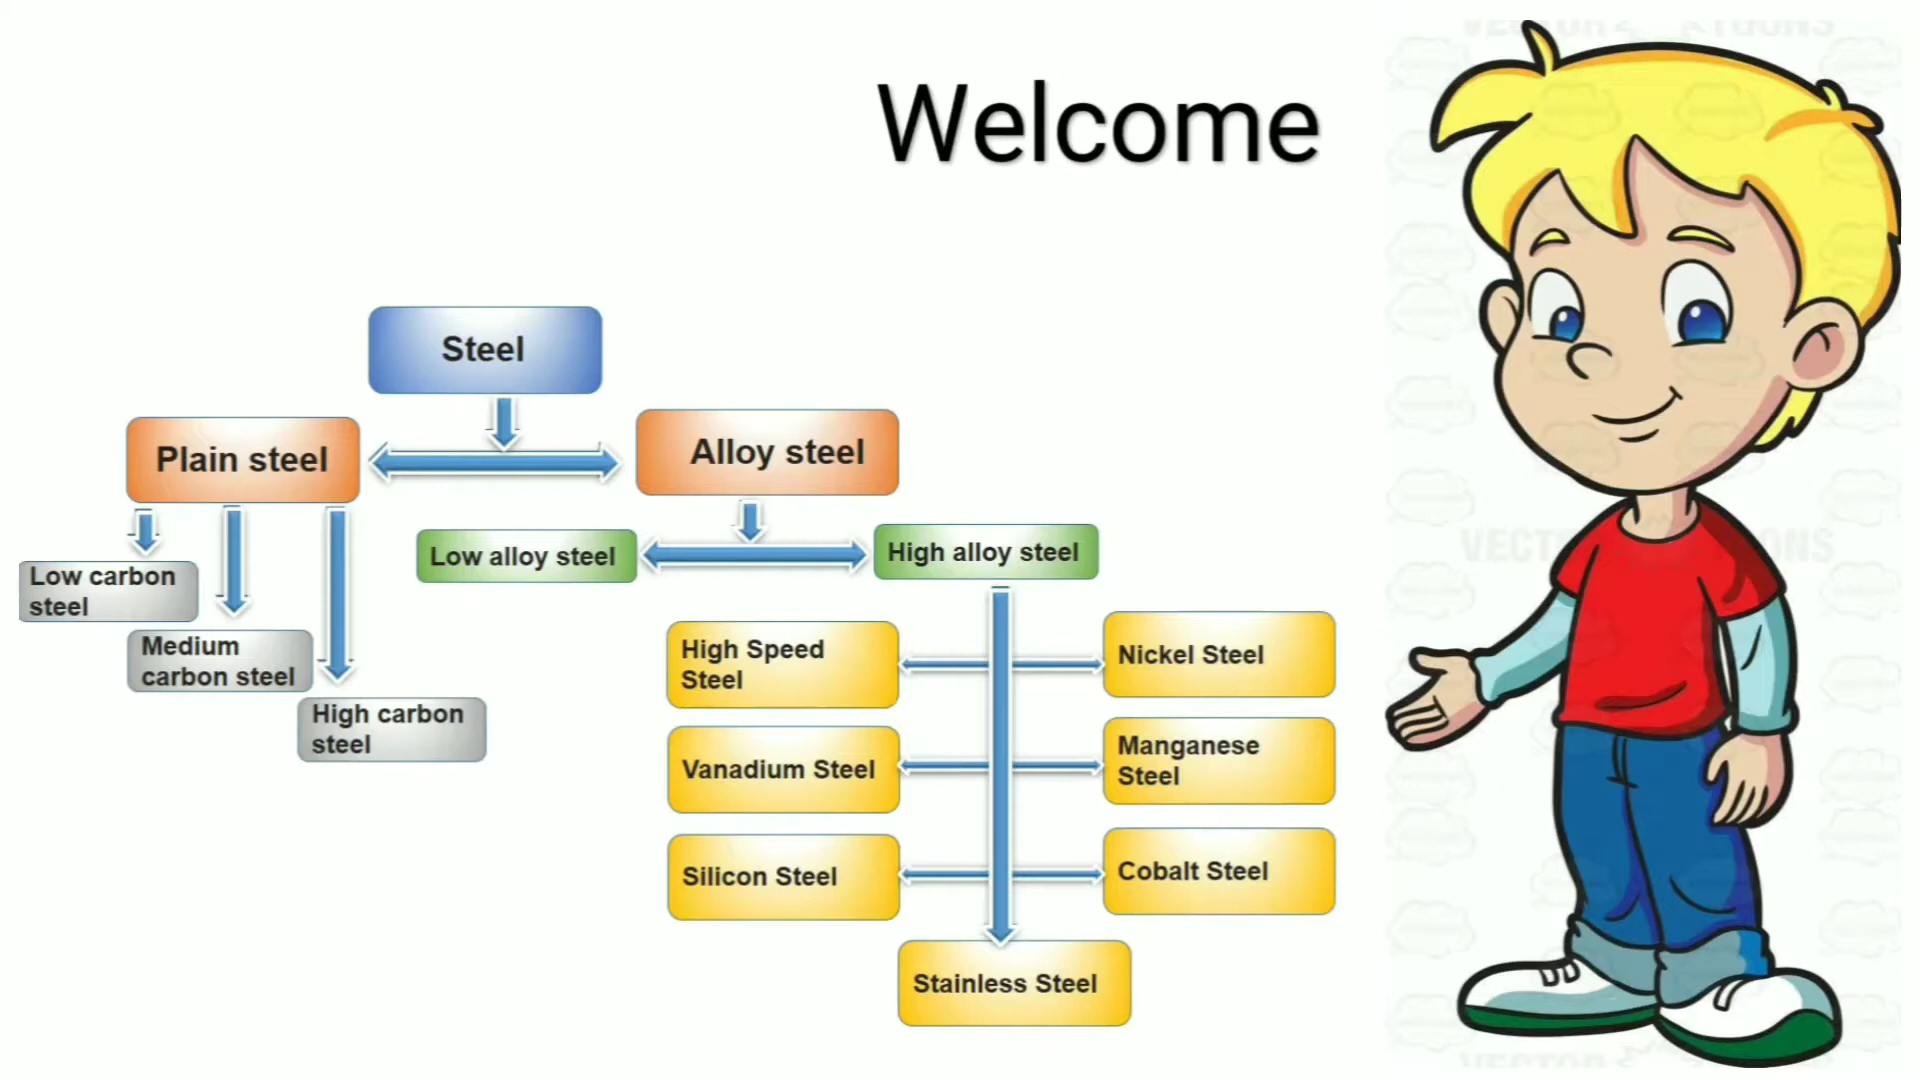 Welcome
Steel
Plain steel
Alloy steel
Low alloy steel
High alloy steel
Low carbon
steel
Medium
carbon steel
High carbon
steel
High Speed
Steel
Nickel Steel
Vanadium Steel
Manganese
Steel
Silicon Steel
Cobalt Steel
Stainless Steel